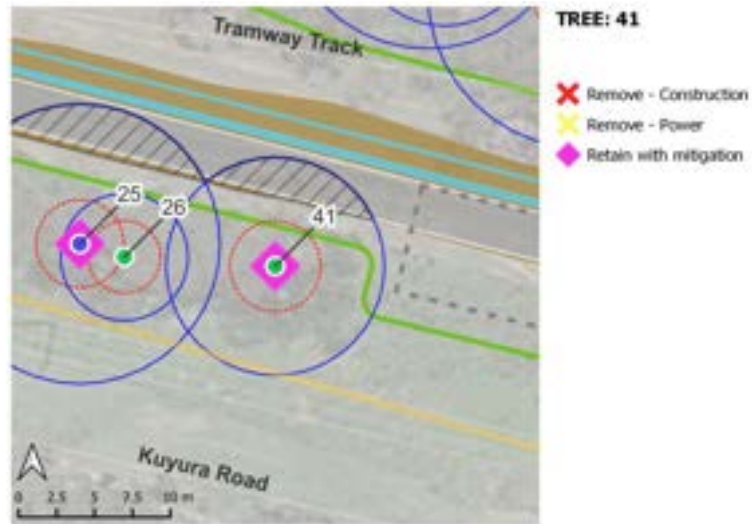 TREE: 41
Tramway Track
Remove - Construction
Remove - Power
Retain with mitigation
25
26
41
Kuyura Road
0 2.5 5 7.5 10 m